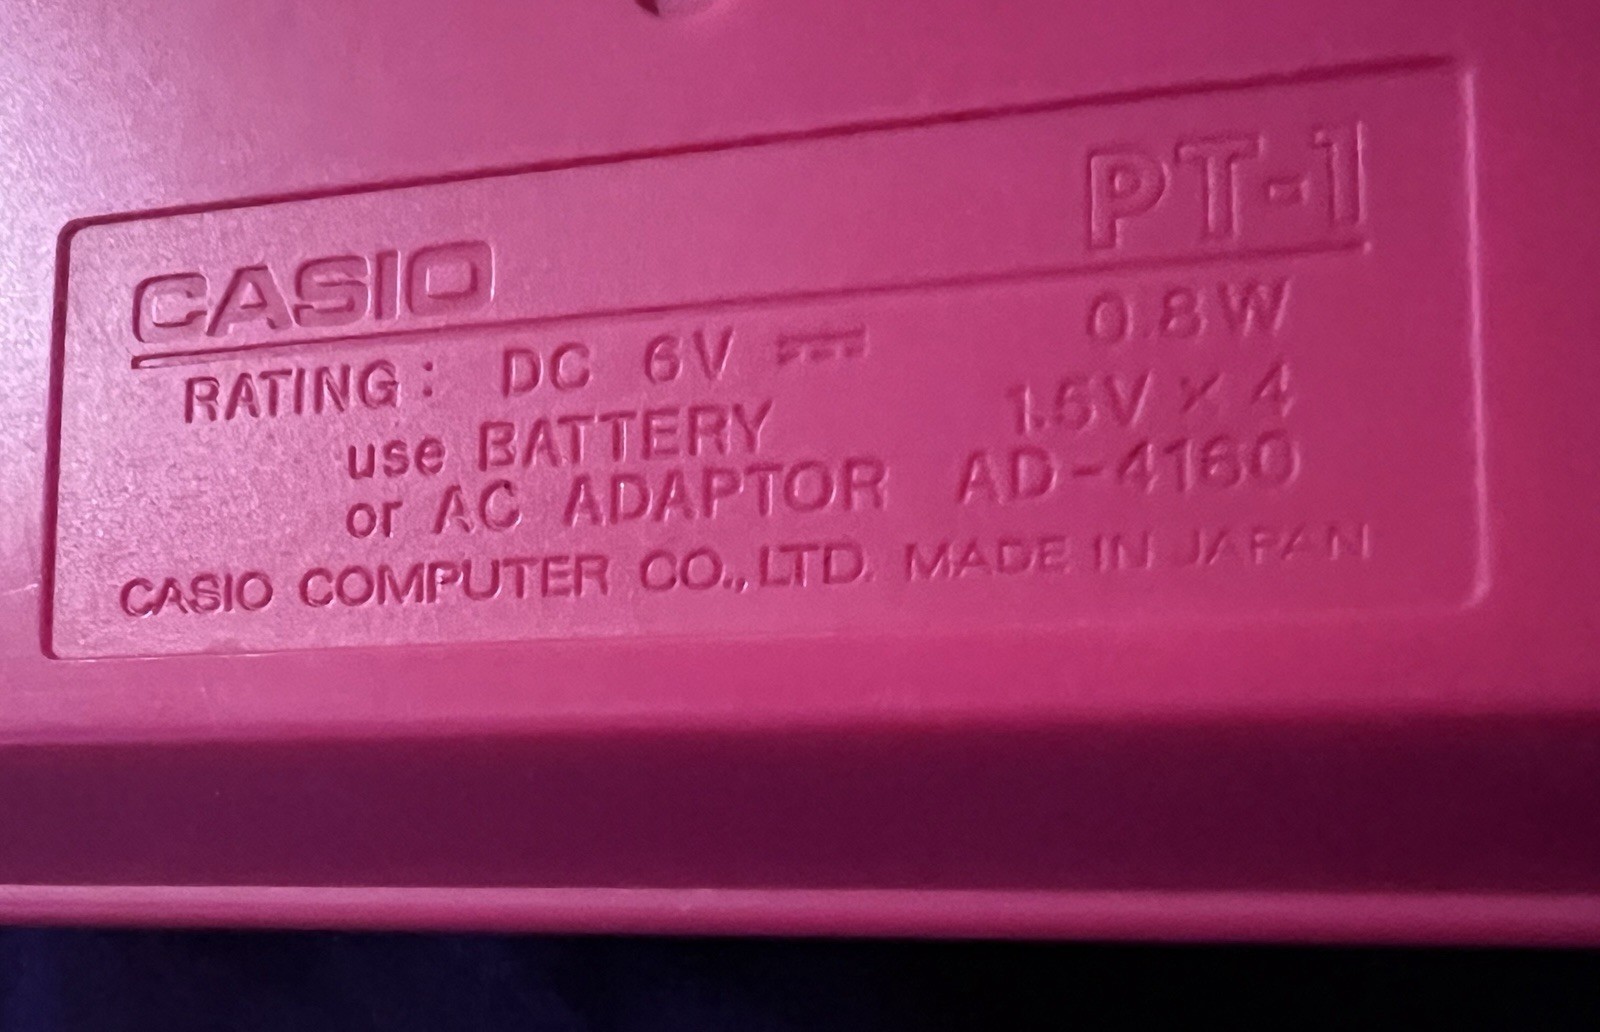 CASIO PT-1
RATING: DC 6V ⎓ 0.8W
use BATTERY 1.5V × 4
or AC ADAPTOR AD-4160
CASIO COMPUTER CO., LTD. MADE IN JAPAN